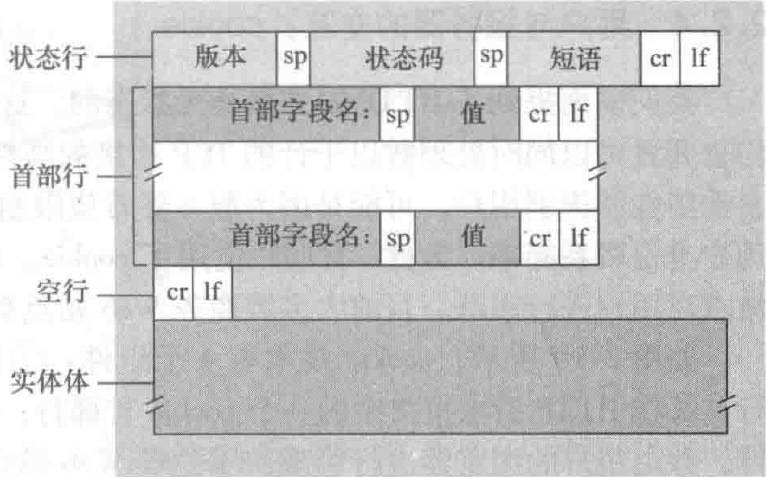 状态行 版本 sp 状态码 sp 短语 cr lf
首部字段名: sp 值 cr lf
首部行
首部字段名: sp 值 cr lf
空行 cr lf
实体体